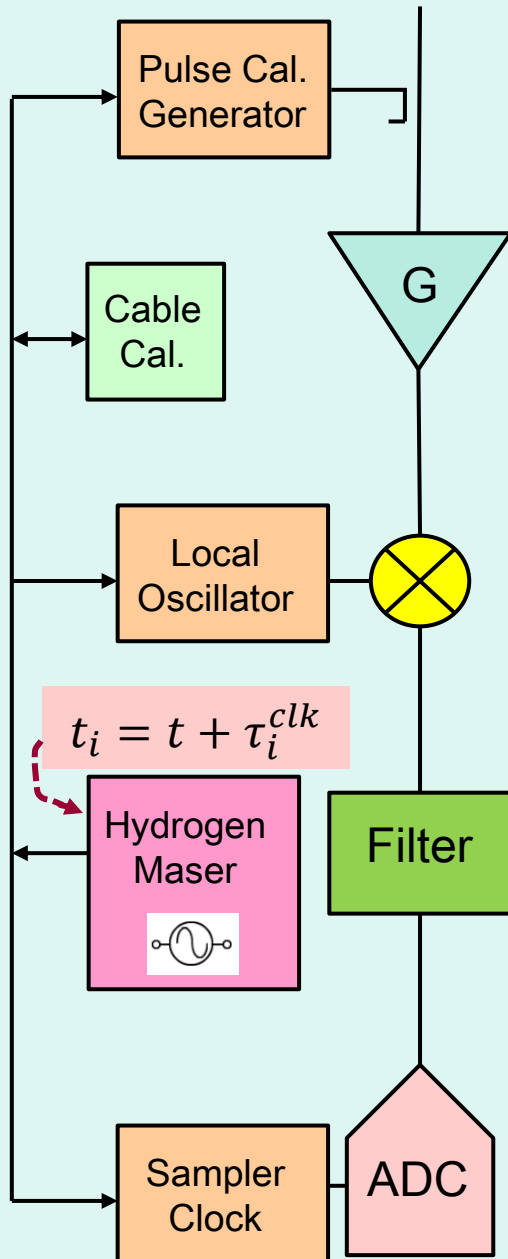 Pulse Cal.
Generator
G
Cable
Cal.
Local
Oscillator
t_i = t + τ_i^{clk}
Hydrogen
Maser
Filter
Sampler
Clock
ADC